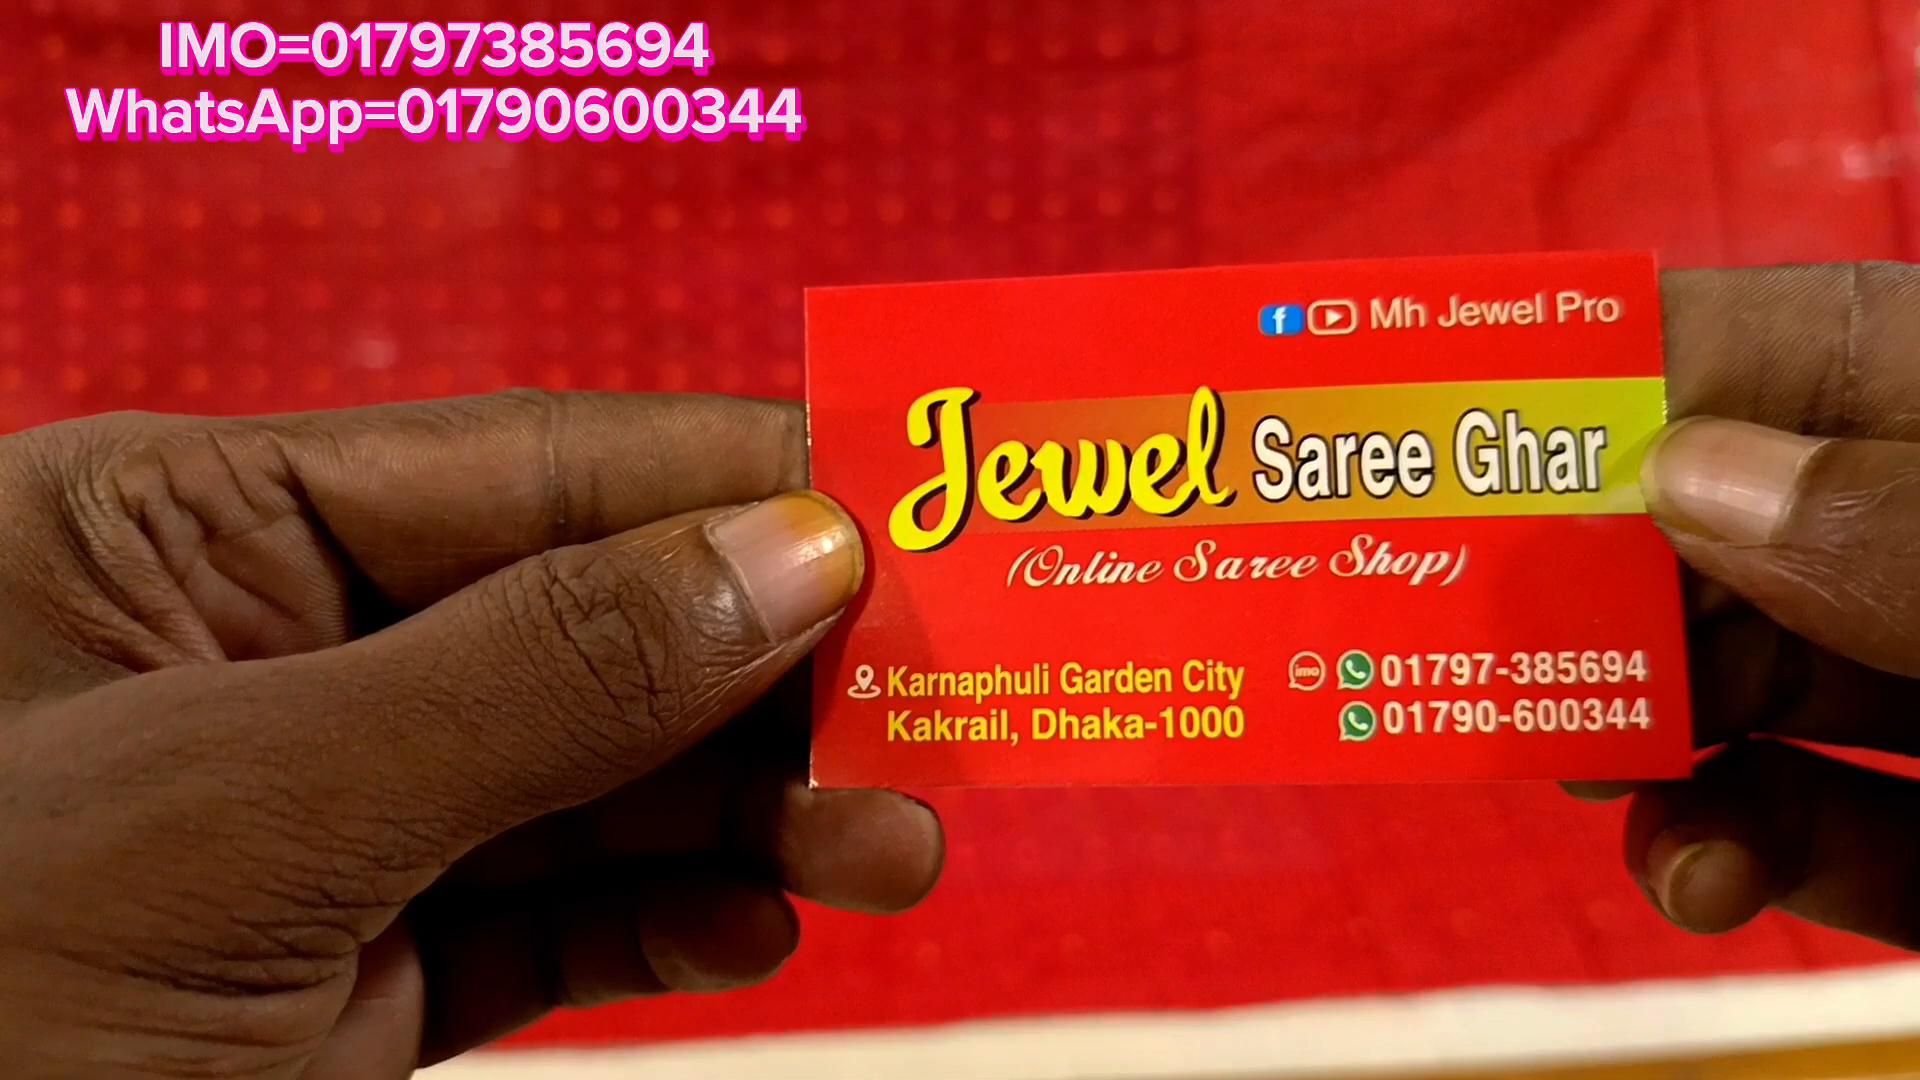 IMO=01797385694
WhatsApp=01790600344
Mh Jewel Pro
Jewel Saree Ghar
(Online Saree Shop)
Karnaphuli Garden City
Kakrail, Dhaka-1000
imo 01797-385694
01790-600344